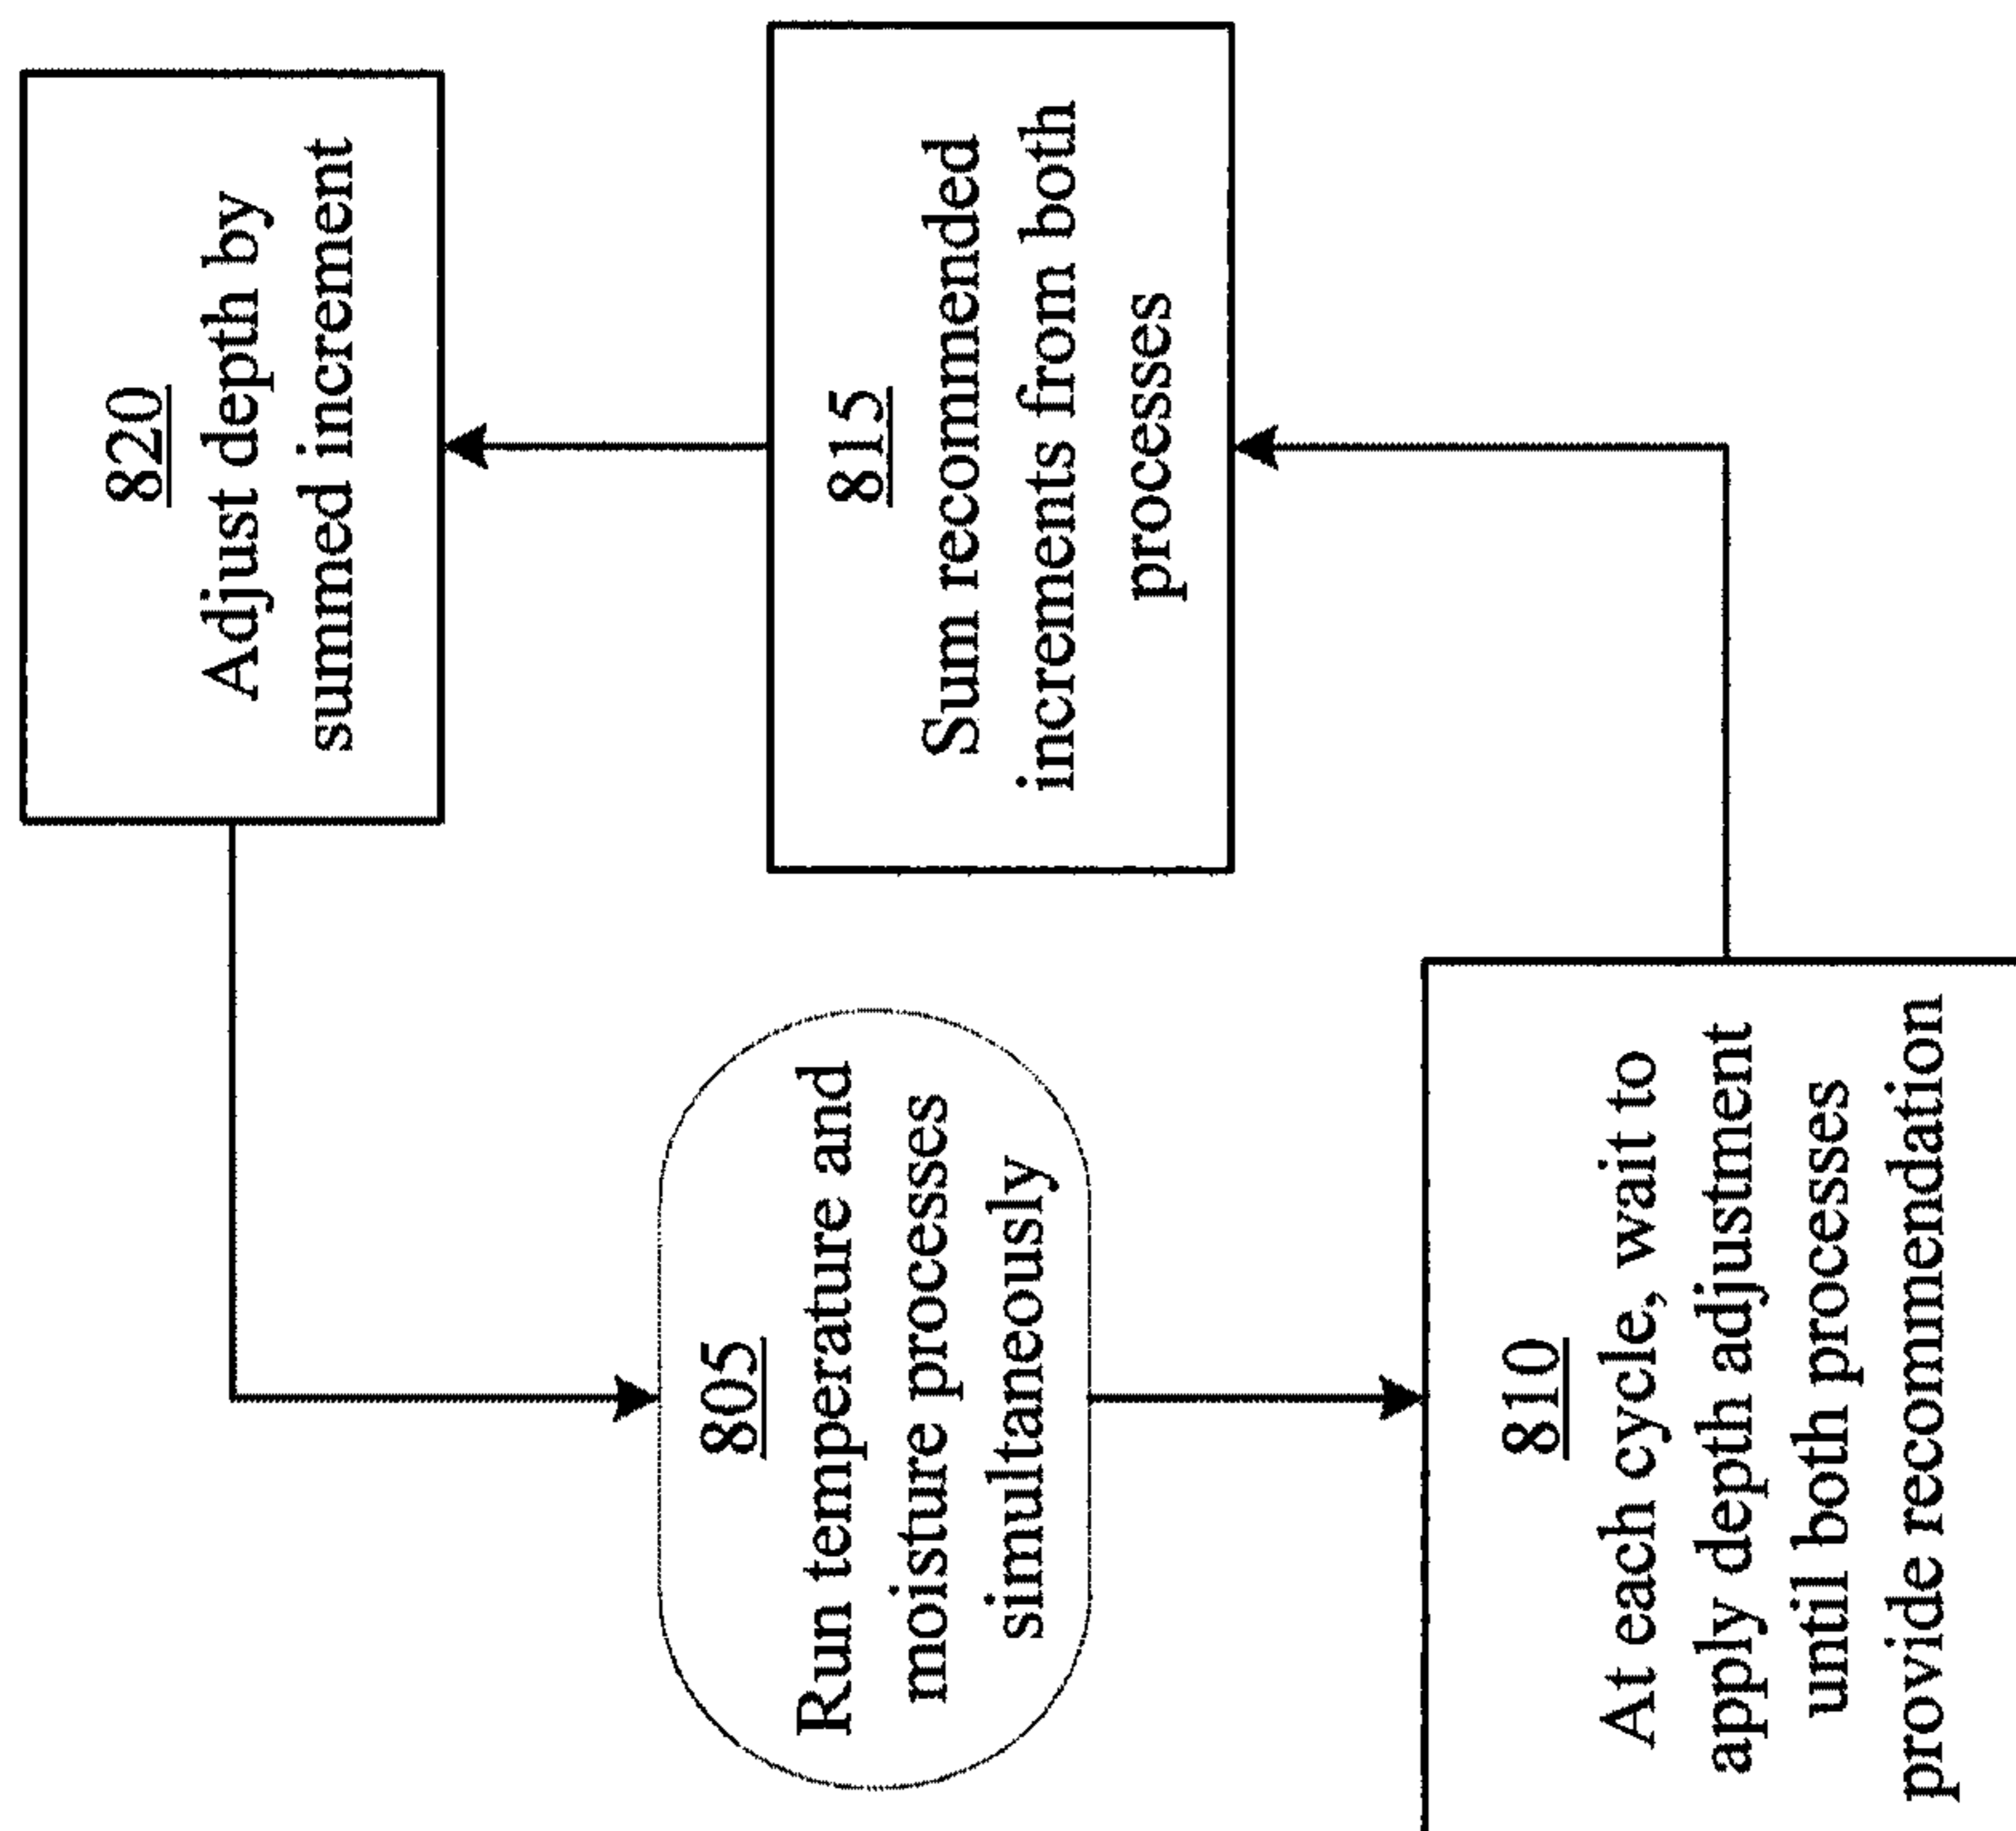 805
Run temperature and
moisture processes
simultaneously
810
At each cycle, wait to
apply depth adjustment
until both processes
provide recommendation
815
Sum recommended
increments from both
processes
820
Adjust depth by
summed increment